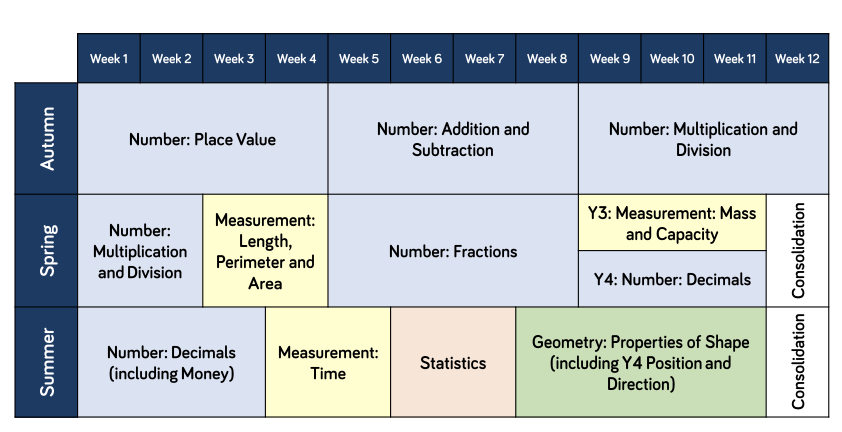 Week 1 Week 2 Week 3 Week 4 Week 5 Week 6 Week 7 Week 8 Week 9 Week 10 Week 11 Week 12
Autumn
Number: Place Value
Number: Addition and
Subtraction
Number: Multiplication and
Division
Spring
Number:
Multiplication
and Division
Measurement:
Length,
Perimeter and
Area
Number: Fractions
Y3: Measurement: Mass
and Capacity
Y4: Number: Decimals
Consolidation
Summer
Number: Decimals
(including Money)
Measurement:
Time
Statistics
Geometry: Properties of Shape
(including Y4 Position and
Direction)
Consolidation